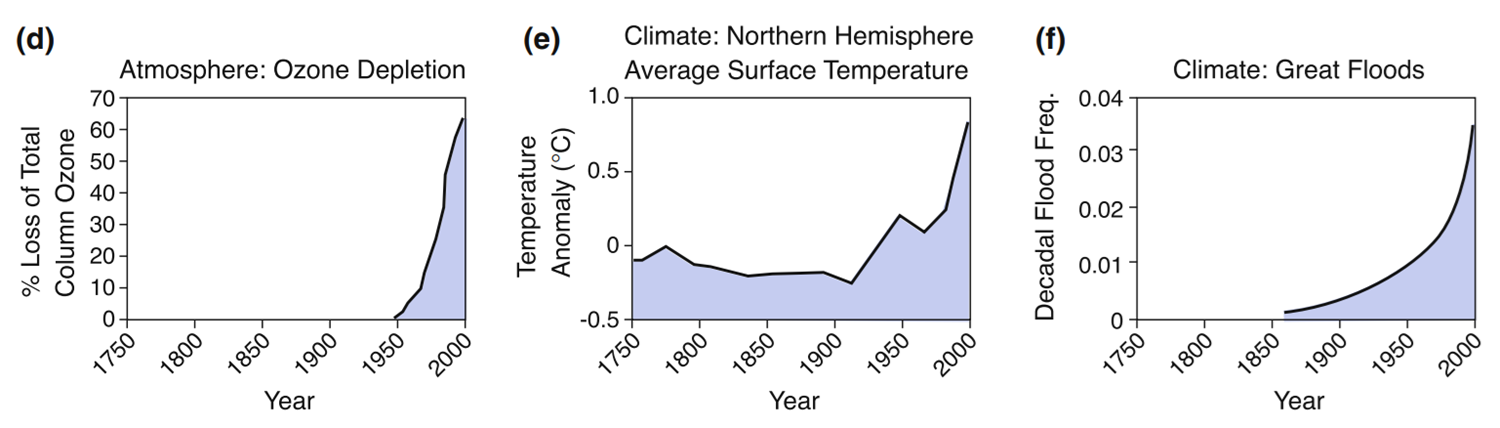 (d)
Atmosphere: Ozone Depletion
% Loss of Total
Column Ozone
70
60
50
40
30
20
10
0
1750
1800
1850
1900
1950
2000
Year
(e)
Climate: Northern Hemisphere
Average Surface Temperature
Temperature
Anomaly (°C)
1.0
0.5
0
-0.5
1750
1800
1850
1900
1950
2000
Year
(f)
Climate: Great Floods
Decadal Flood Freq.
0.04
0.03
0.02
0.01
0
1750
1800
1850
1900
1950
2000
Year